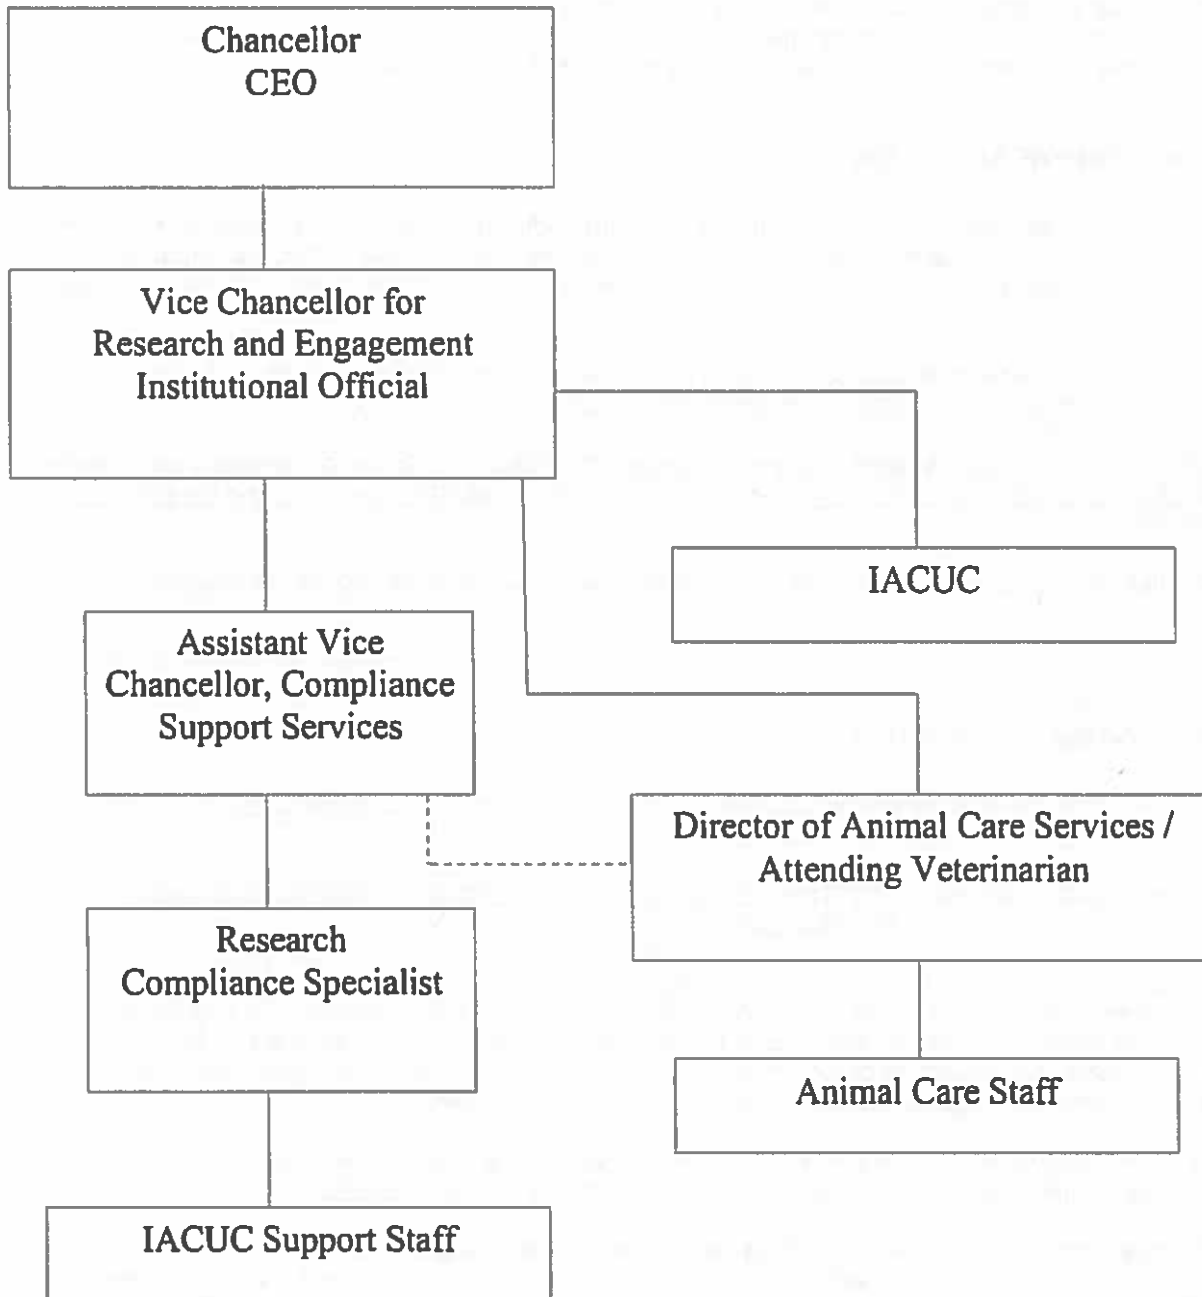 Chancellor
CEO
Vice Chancellor for
Research and Engagement
Institutional Official
IACUC
Assistant Vice
Chancellor, Compliance
Support Services
Director of Animal Care Services /
Attending Veterinarian
Research
Compliance Specialist
Animal Care Staff
IACUC Support Staff